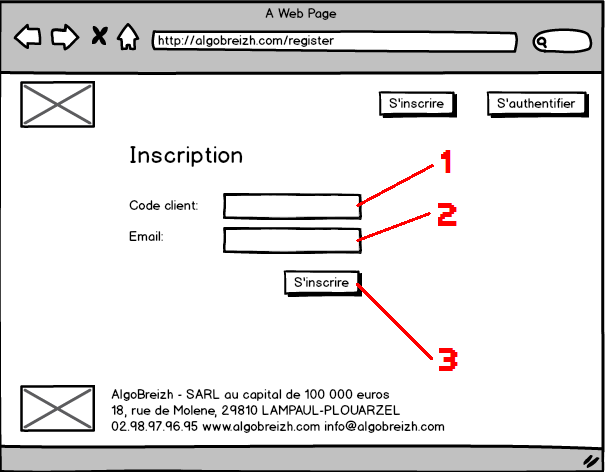 A Web Page
http://algobreizh.com/register
S'inscrire
S'authentifier
Inscription
1
Code client:
2
Email:
S'inscrire
3
AlgoBreizh - SARL au capital de 100 000 euros
18, rue de Molene, 29810 LAMPAUL-PLOUARZEL
02.98.97.96.95 www.algobreizh.com info@algobreizh.com